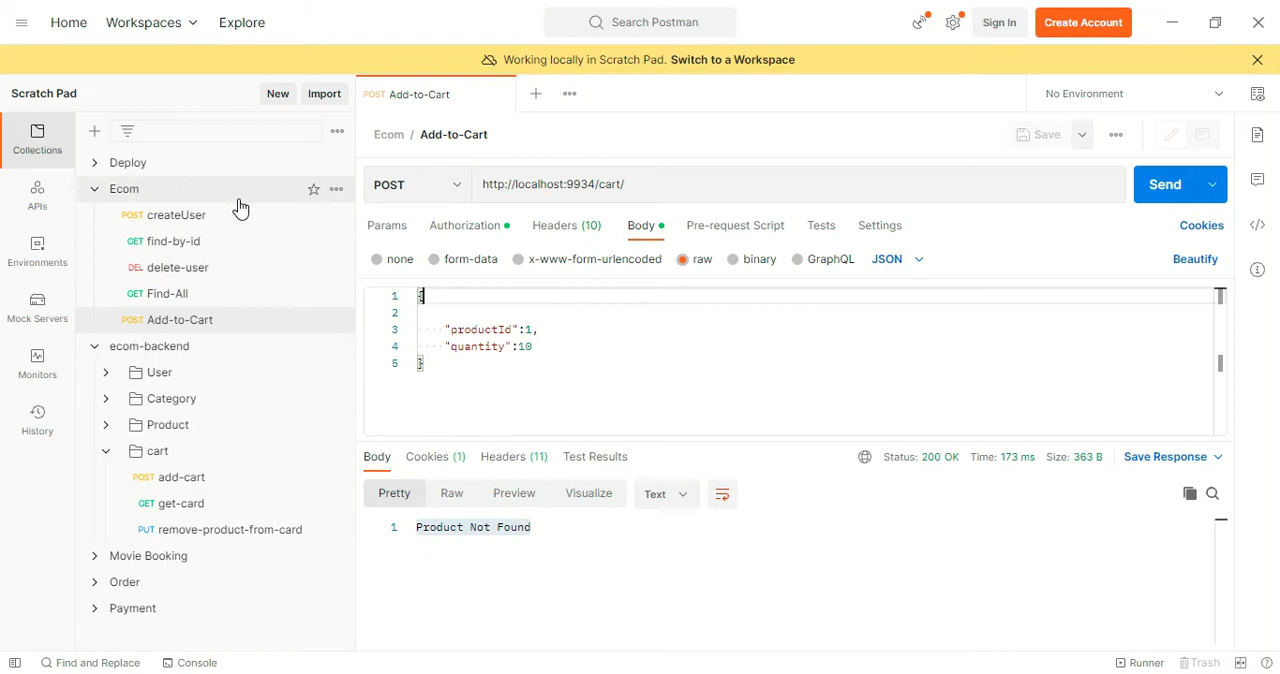 Home Workspaces Explore Search Postman Sign In Create Account
Working locally in Scratch Pad. Switch to a Workspace
Scratch Pad New Import
POST Add-to-Cart No Environment
Collections
APIs
Environments
Mock Servers
Monitors
History
Deploy
Ecom
POST createUser
GET find-by-id
DEL delete-user
GET Find-All
POST Add-to-Cart
ecom-backend
User
Category
Product
cart
POST add-cart
GET get-card
PUT remove-product-from-card
Movie Booking
Order
Payment
Ecom / Add-to-Cart Save
POST http://localhost:9934/cart/ Send
Params Authorization Headers (10) Body Pre-request Script Tests Settings Cookies
none form-data x-www-form-urlencoded raw binary GraphQL JSON Beautify
1 {
2
3 "productId":1,
4 "quantity":10
5 }
Body Cookies (1) Headers (11) Test Results Status: 200 OK Time: 173 ms Size: 363 B Save Response
Pretty Raw Preview Visualize Text
1 Product Not Found
Find and Replace Console Runner Trash